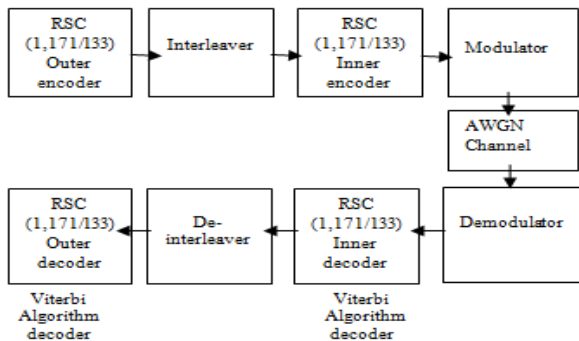 RSC
(1,171/133)
Outer
encoder
Interleaver
RSC
(1,171/133)
Inner
encoder
Modulator
AWGN
Channel
RSC
(1,171/133)
Outer
decoder
De-
interleaver
RSC
(1,171/133)
Inner
decoder
Demodulator
Viterbi
Algorithm
decoder
Viterbi
Algorithm
decoder